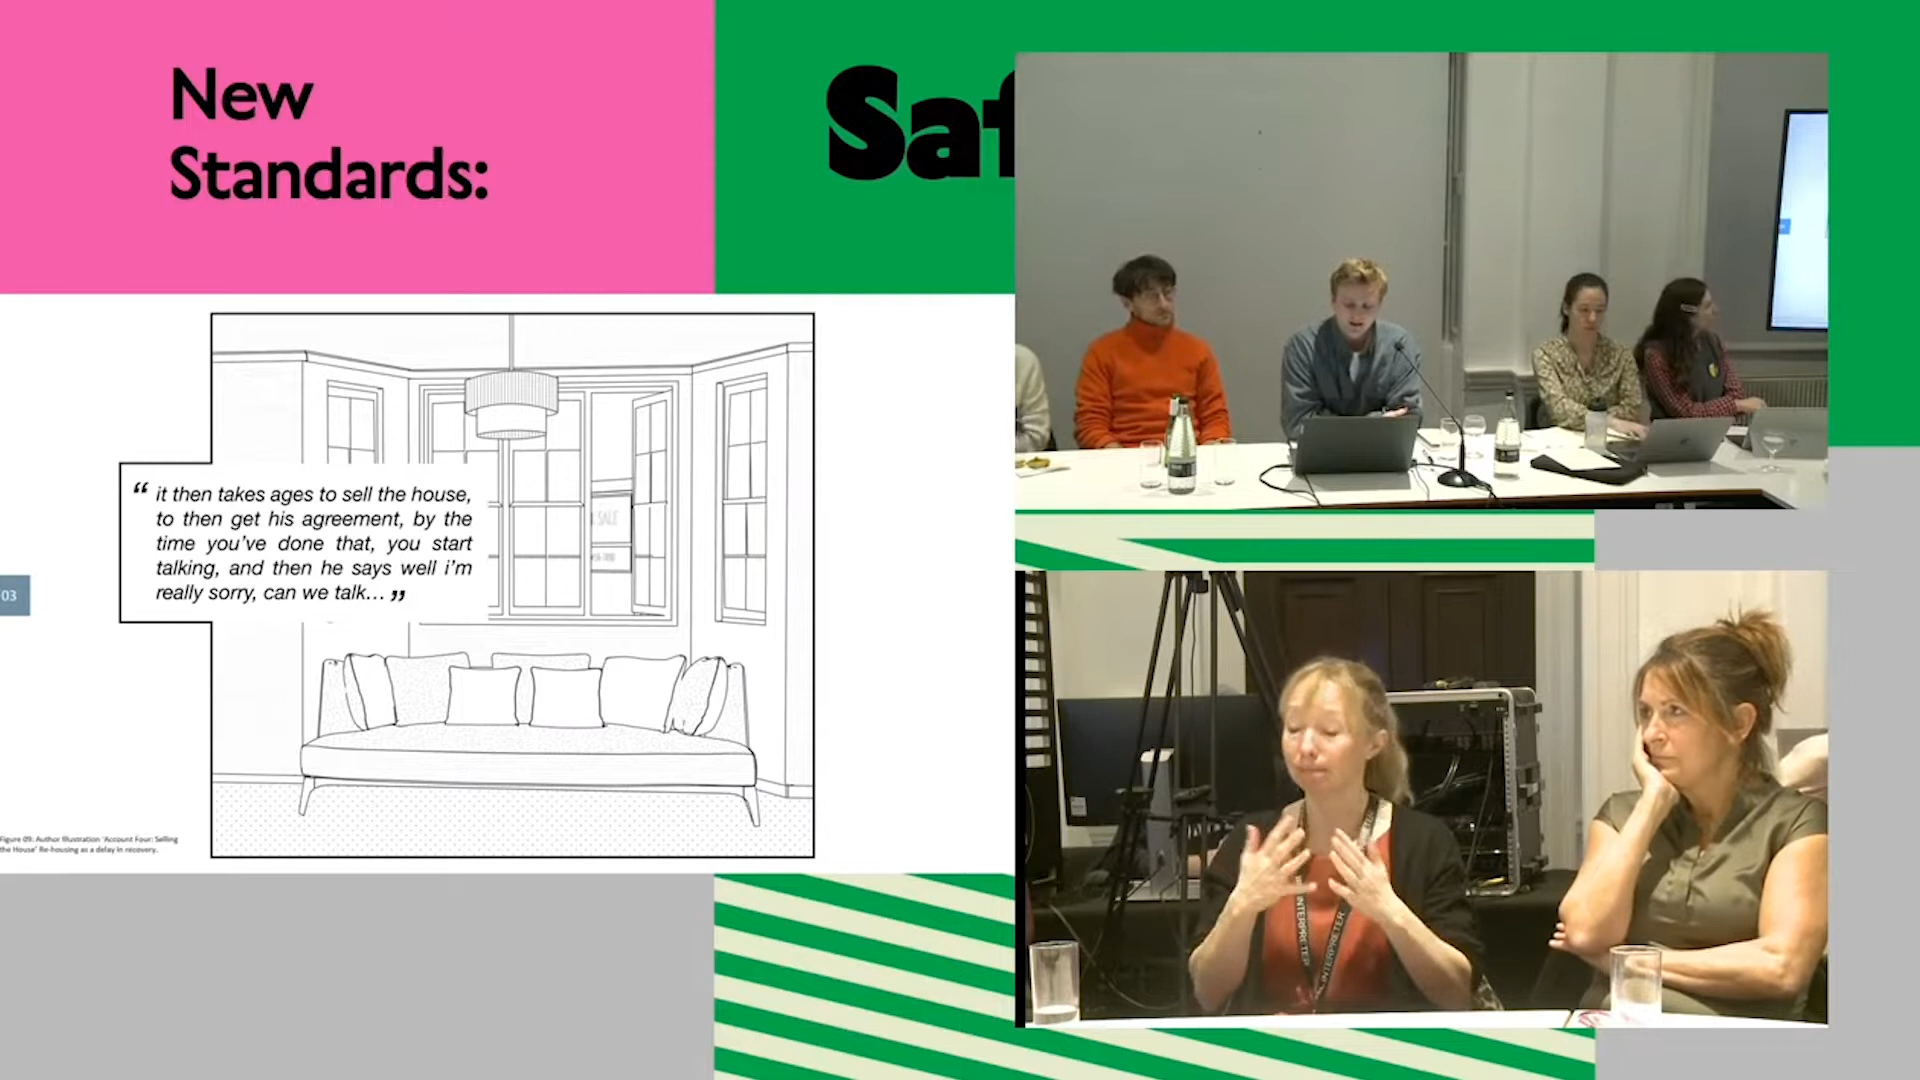 New
Standards:
Saf
“ it then takes ages to sell the house,
to then get his agreement, by the
time you’ve done that, you start
talking, and then he says well i’m
really sorry, can we talk... ”
SALE
03
Figure 09: Author Illustration ‘Account Four: Selling
the House’ Re-housing as a delay in recovery.
INTERPRETER
INTERPRETER